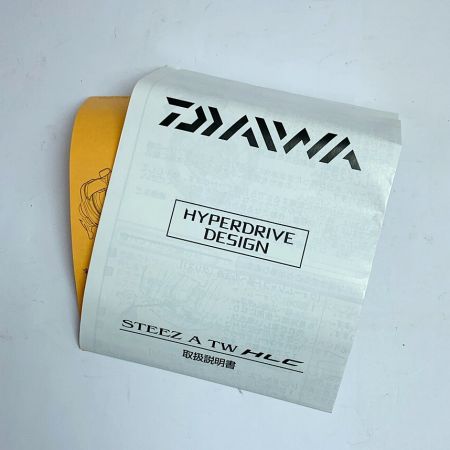 DAIWA
HYPERDRIVE
DESIGN
STEEZ A TW HLC
取扱説明書